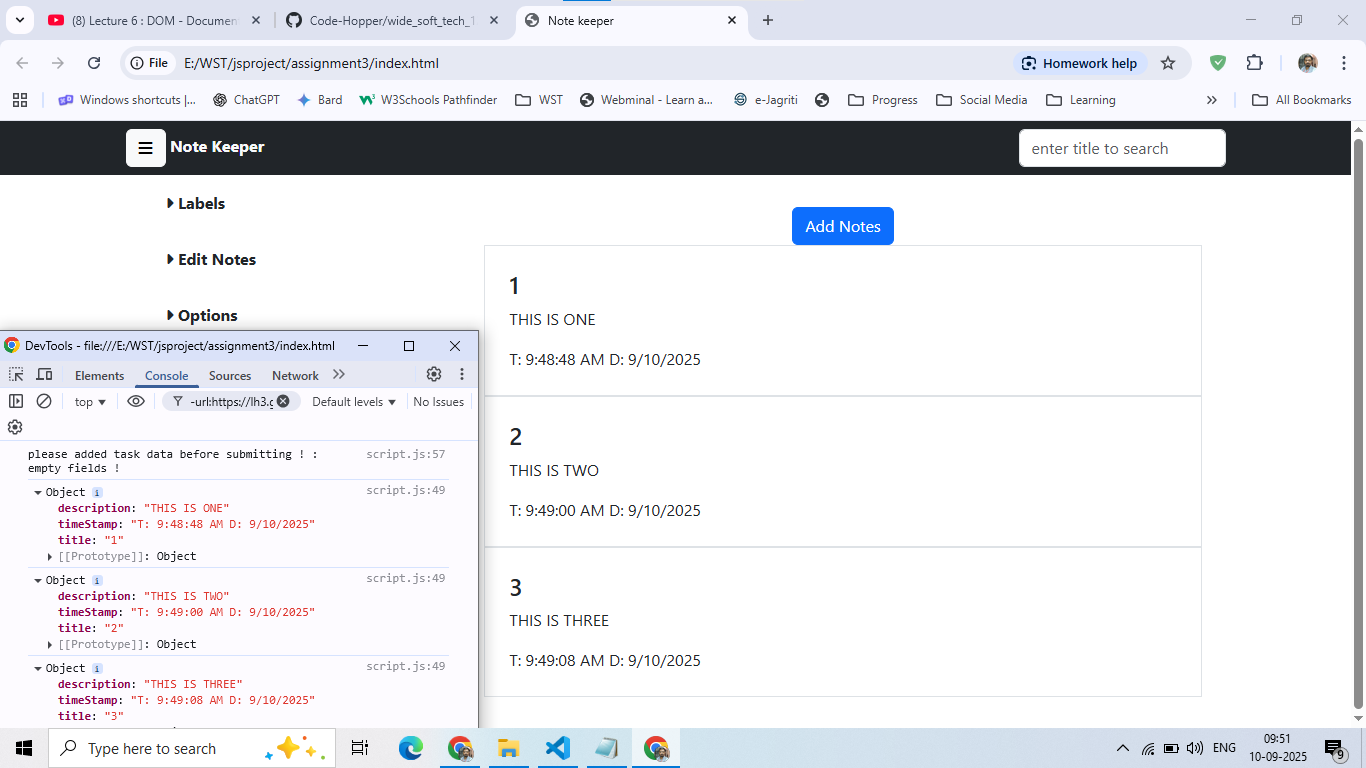 (8) Lecture 6 : DOM - Documen
Code-Hopper/wide_soft_tech_1
Note keeper
File
E:/WST/jsproject/assignment3/index.html
Homework help
Windows shortcuts |...
ChatGPT
Bard
W3Schools Pathfinder
WST
Webminal - Learn a...
e-Jagriti
Progress
Social Media
Learning
All Bookmarks
Note Keeper
enter title to search
Labels
Edit Notes
Options
Add Notes
1
THIS IS ONE
T: 9:48:48 AM D: 9/10/2025
2
THIS IS TWO
T: 9:49:00 AM D: 9/10/2025
3
THIS IS THREE
T: 9:49:08 AM D: 9/10/2025
DevTools - file:///E:/WST/jsproject/assignment3/index.html
Elements
Console
Sources
Network
top
-url:https://lh3.g
Default levels
No Issues
please added task data before submitting ! : script.js:57
empty fields !
Object i script.js:49
description: "THIS IS ONE"
timeStamp: "T: 9:48:48 AM D: 9/10/2025"
title: "1"
[[Prototype]]: Object
Object i script.js:49
description: "THIS IS TWO"
timeStamp: "T: 9:49:00 AM D: 9/10/2025"
title: "2"
[[Prototype]]: Object
Object i script.js:49
description: "THIS IS THREE"
timeStamp: "T: 9:49:08 AM D: 9/10/2025"
title: "3"
Type here to search
ENG
09:51
10-09-2025
9